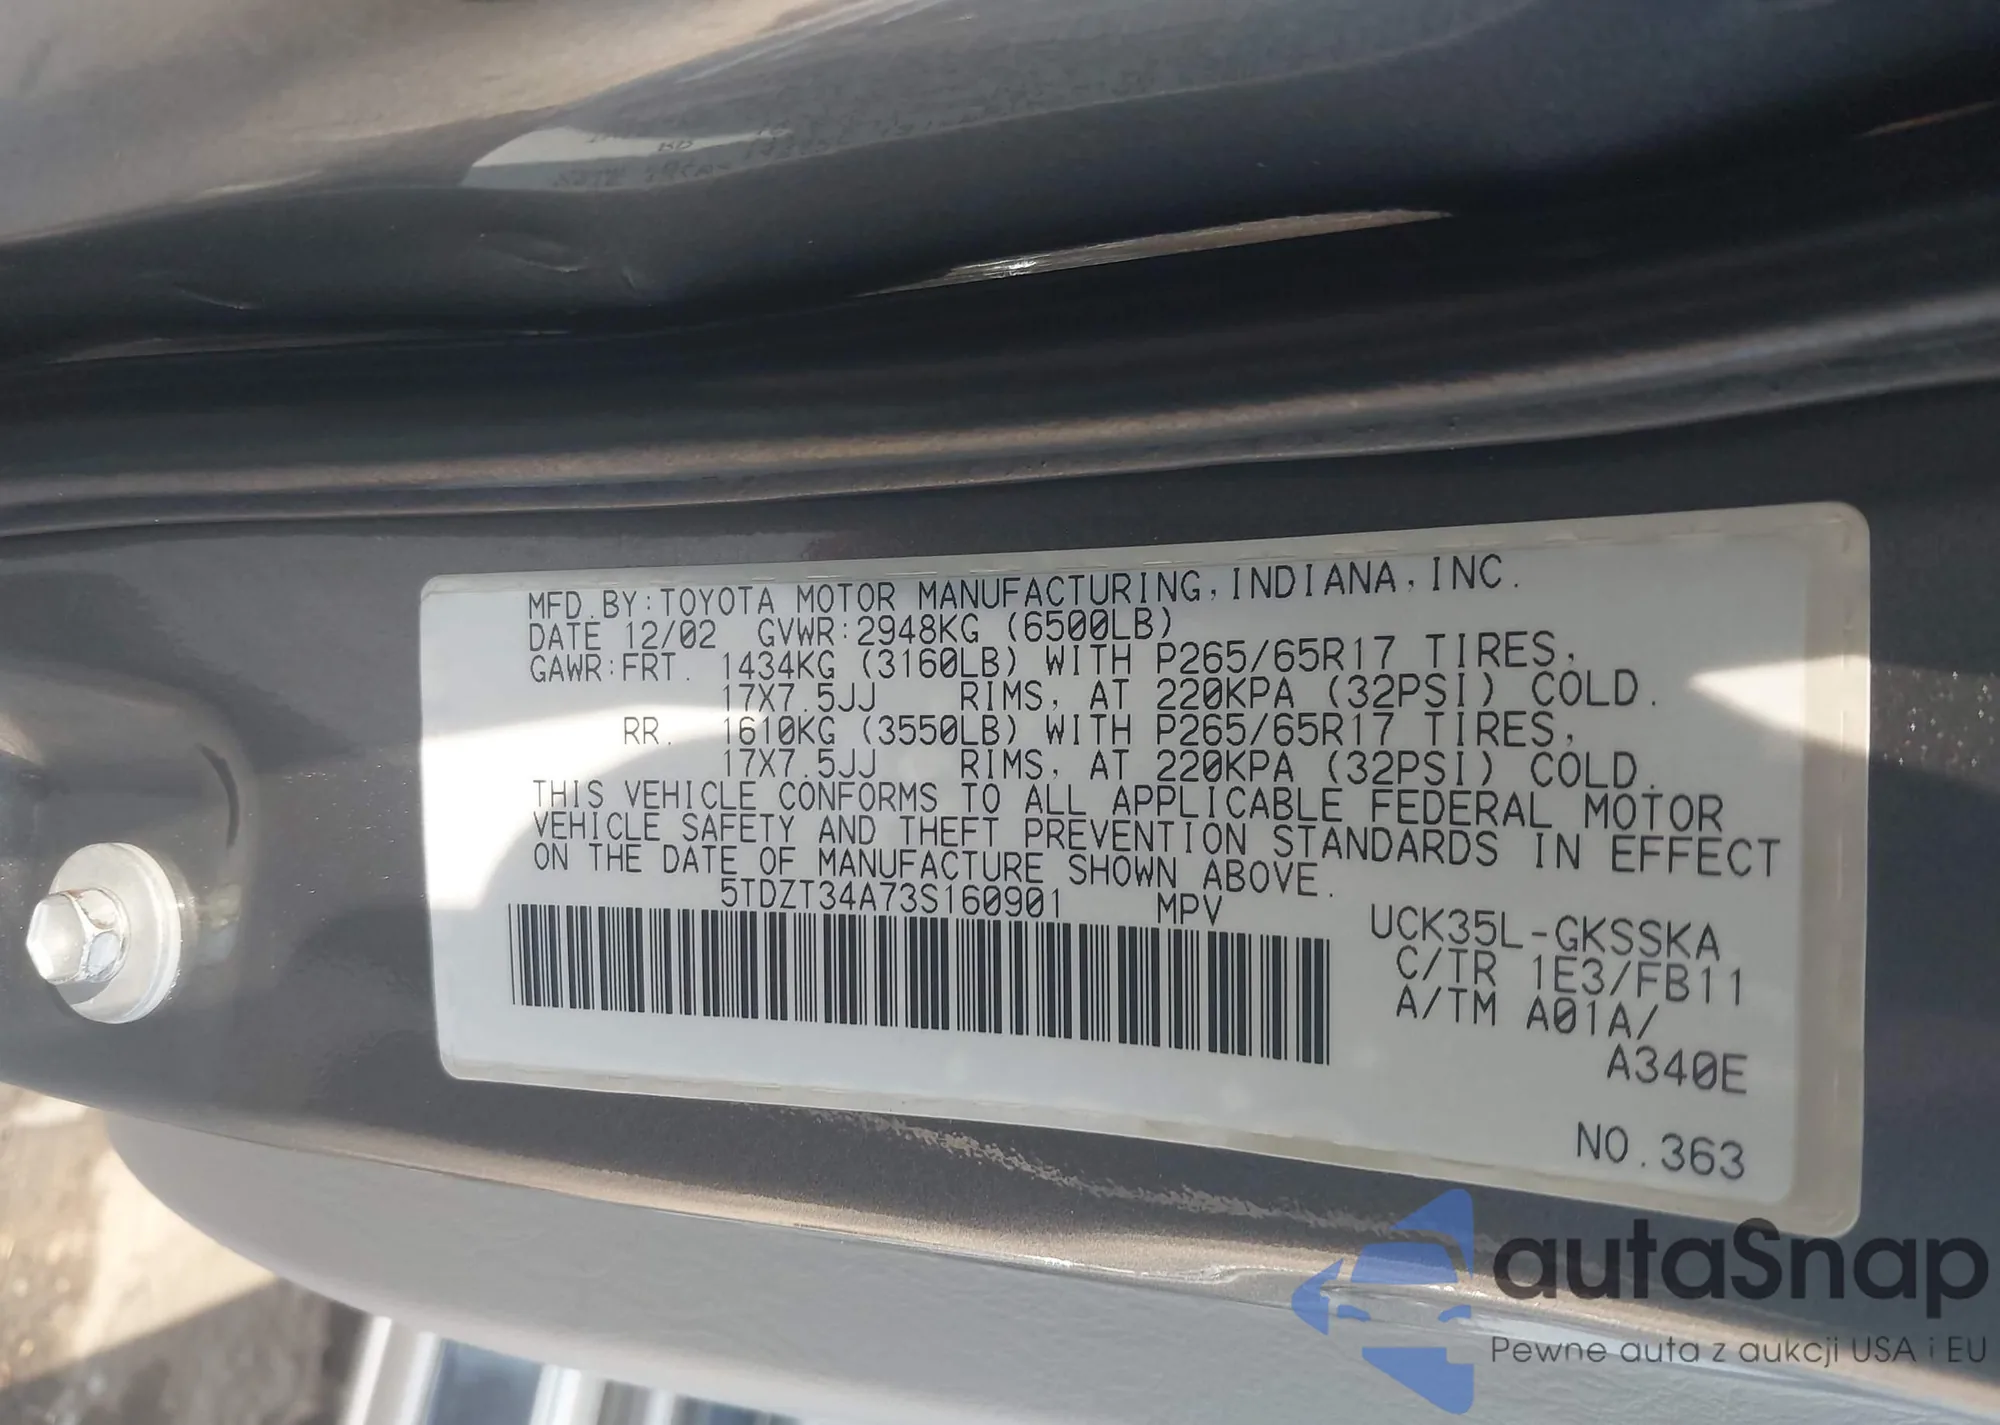 MFD.BY:TOYOTA MOTOR MANUFACTURING,INDIANA,INC.
DATE 12/02 GVWR:2948KG (6500LB)
GAWR:FRT. 1434KG (3160LB) WITH P265/65R17 TIRES,
17X7.5JJ RIMS, AT 220KPA (32PSI) COLD.
RR. 1610KG (3550LB) WITH P265/65R17 TIRES,
17X7.5JJ RIMS, AT 220KPA (32PSI) COLD.
THIS VEHICLE CONFORMS TO ALL APPLICABLE FEDERAL MOTOR
VEHICLE SAFETY AND THEFT PREVENTION STANDARDS IN EFFECT
ON THE DATE OF MANUFACTURE SHOWN ABOVE.
5TDZT34A73S160901 MPV
UCK35L-GKSSKA
C/TR 1E3/FB11
A/TM A01A/
A340E
NO.363
autaSnap
Pewne auta z aukcji USA i EU